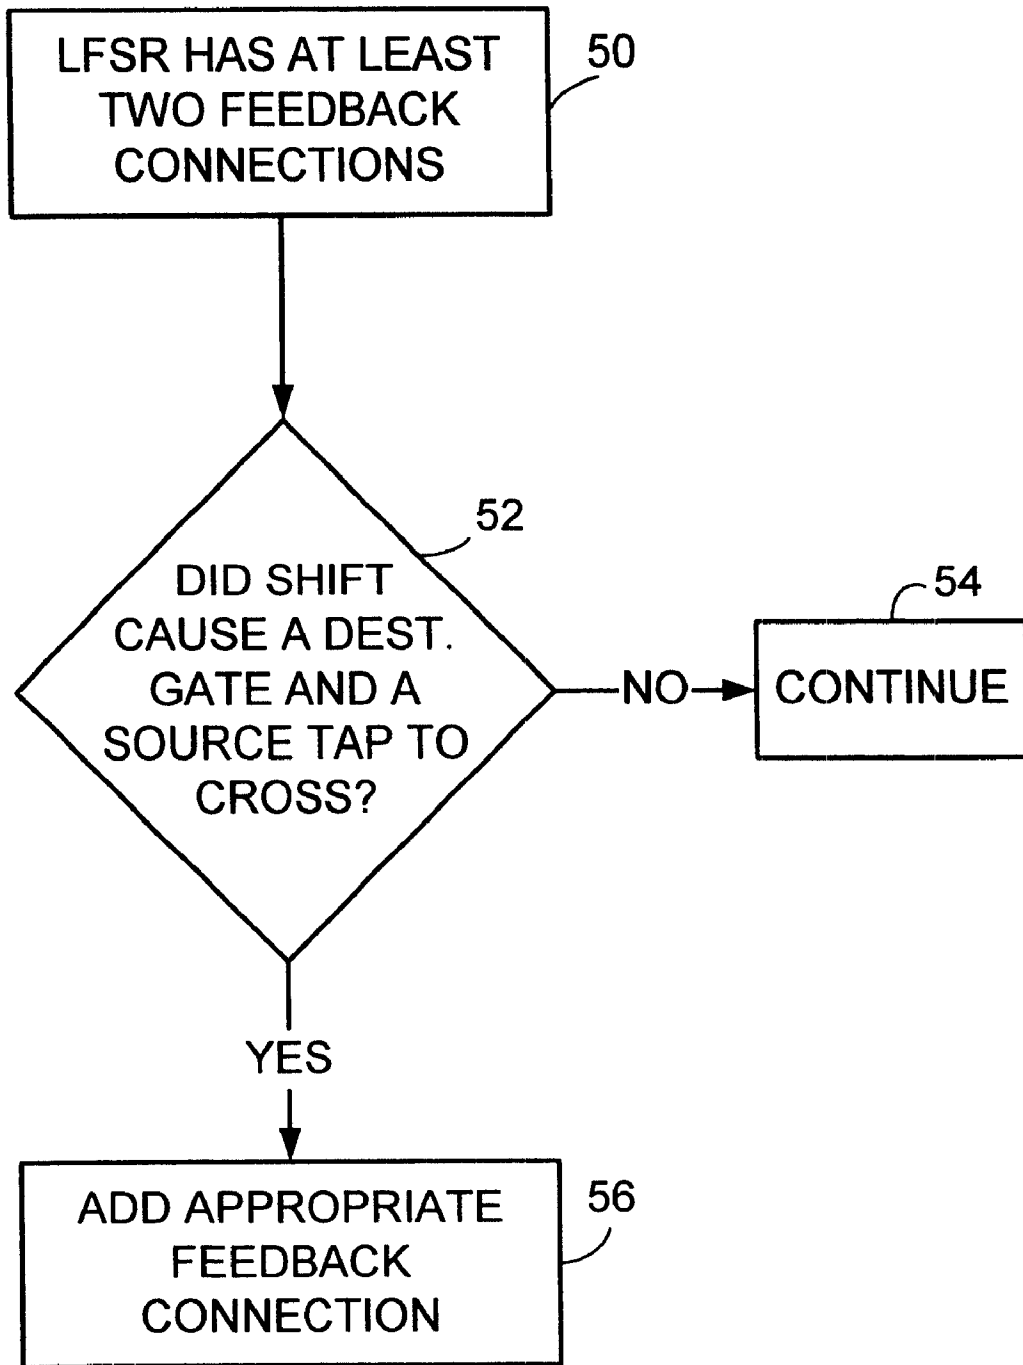 LFSR HAS AT LEAST
TWO FEEDBACK
CONNECTIONS
50
52
DID SHIFT
CAUSE A DEST.
GATE AND A
SOURCE TAP TO
CROSS?
NO
54
CONTINUE
YES
56
ADD APPROPRIATE
FEEDBACK
CONNECTION